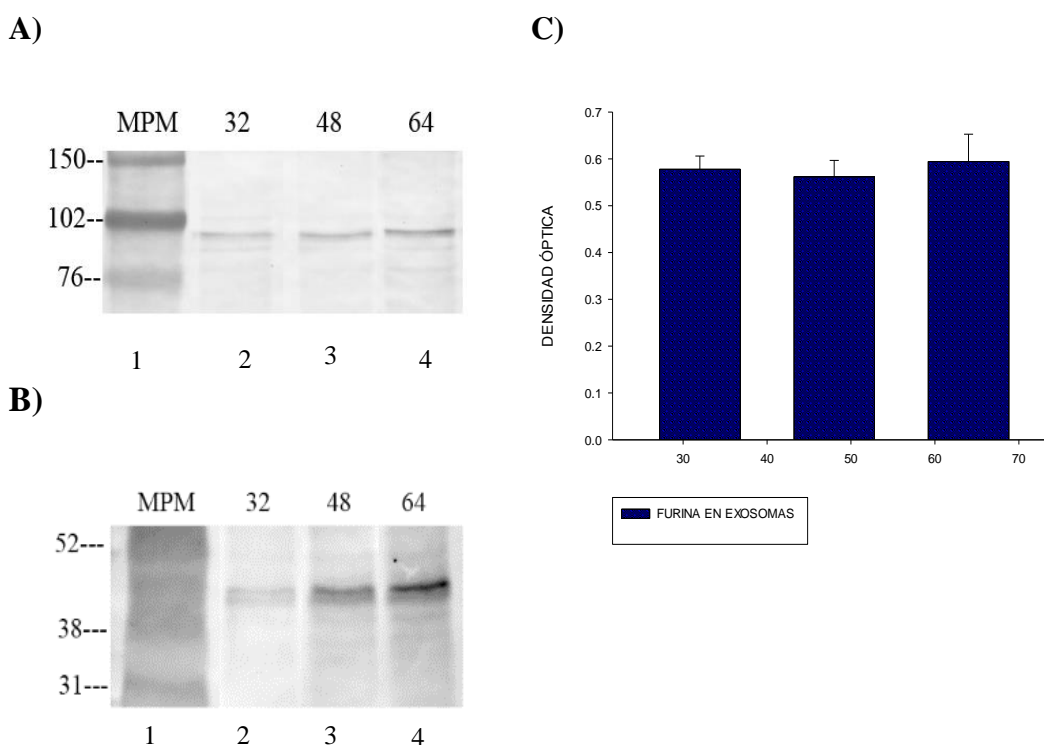 A)
MPM 32 48 64
150--
102--
76--
1 2 3 4
B)
MPM 32 48 64
52---
38---
31---
1 2 3 4
C)
DENSIDAD ÓPTICA
0.7
0.6
0.5
0.4
0.3
0.2
0.1
0.0
30 40 50 60 70
FURINA EN EXOSOMAS